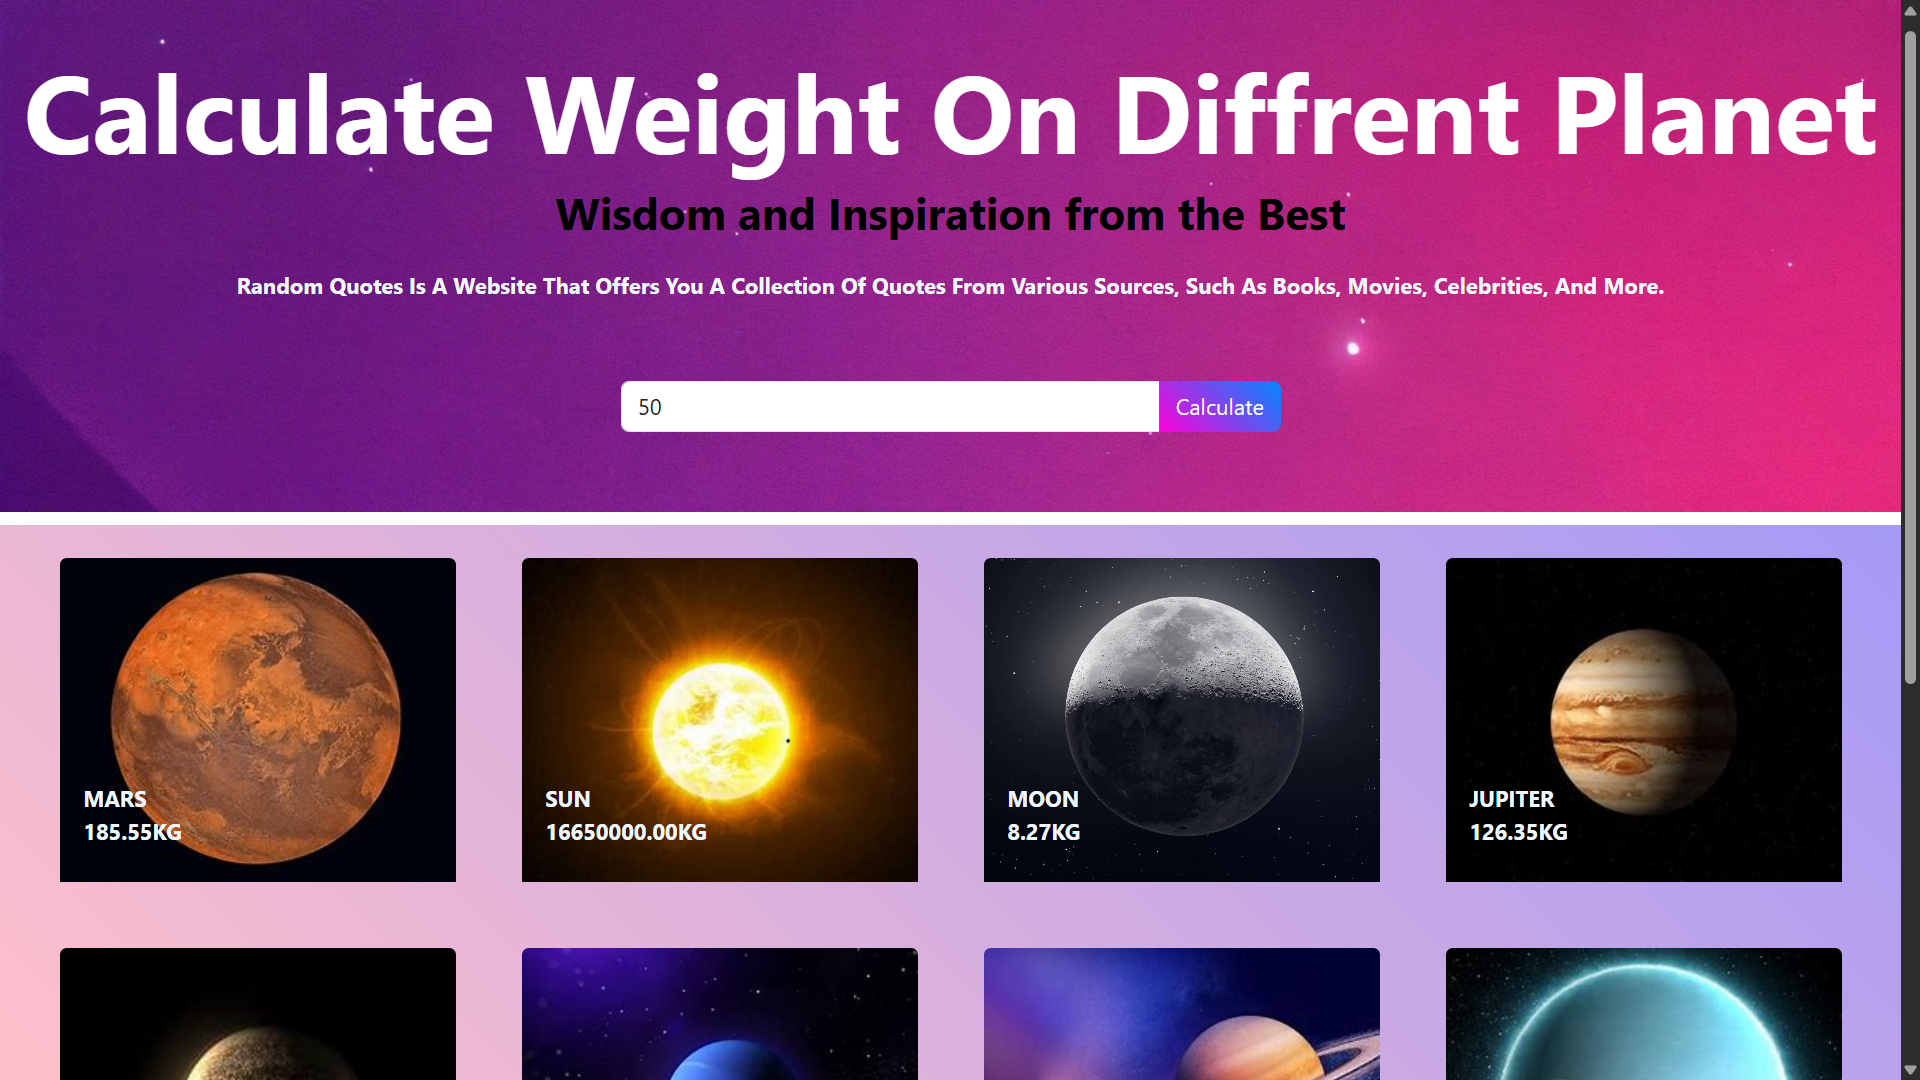 Calculate Weight On Diffrent Planet
Wisdom and Inspiration from the Best
Random Quotes Is A Website That Offers You A Collection Of Quotes From Various Sources, Such As Books, Movies, Celebrities, And More.
50
Calculate
MARS
185.55KG
SUN
16650000.00KG
MOON
8.27KG
JUPITER
126.35KG